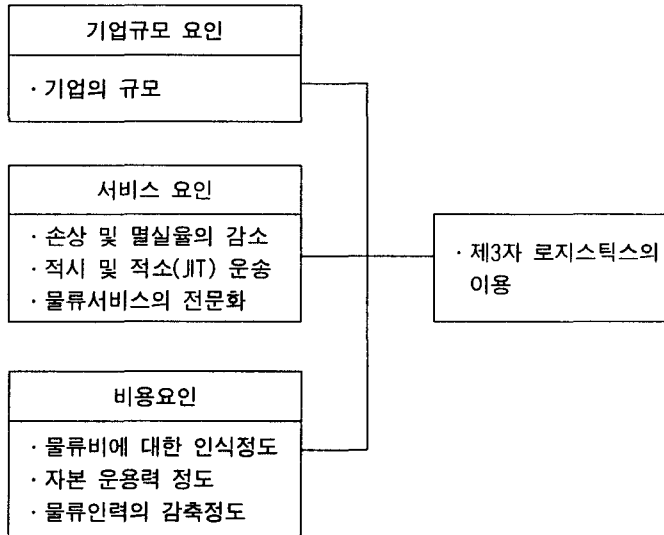 기업규모 요인
· 기업의 규모
서비스 요인
· 손상 및 멸실율의 감소
· 적시 및 적소(JIT) 운송
· 물류서비스의 전문화
· 제3자 로지스틱스의
이용
비용요인
· 물류비에 대한 인식정도
· 자본 운용력 정도
· 물류인력의 감축정도